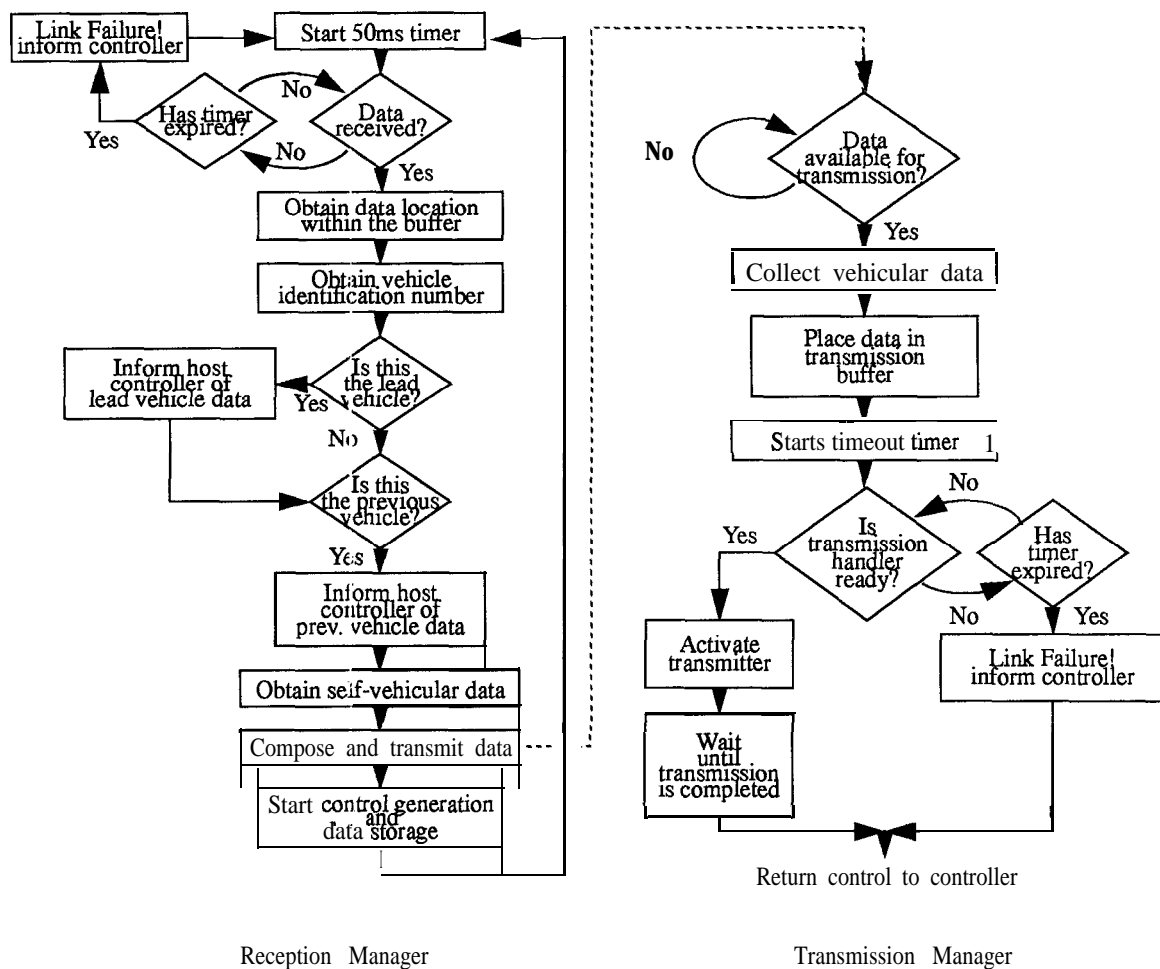 Link Failure!
inform controller
Start 50ms timer
No
Has timer
expired?
Data
received?
Yes
No
Yes
Obtain data location
within the buffer
Obtain vehicle
identification number
Inform host
controller of
lead vehicle data
Is this
the lead
vehicle?
Yes
No
Is this
the previous
vehicle?
Yes
Inform host
controller of
prev. vehicle data
Obtain self-vehicular data
Compose and transmit data
Start control generation
and
data storage
Reception Manager
No
Data
available for
transmission?
Yes
Collect vehicular data
Place data in
transmission
buffer
Starts timeout timer 1
No
Yes
Is
transmission
handler
ready?
Has
timer
expired?
No
Yes
Activate
transmitter
Link Failure!
inform controller
Wait
until
transmission
is completed
Return control to controller
Transmission Manager